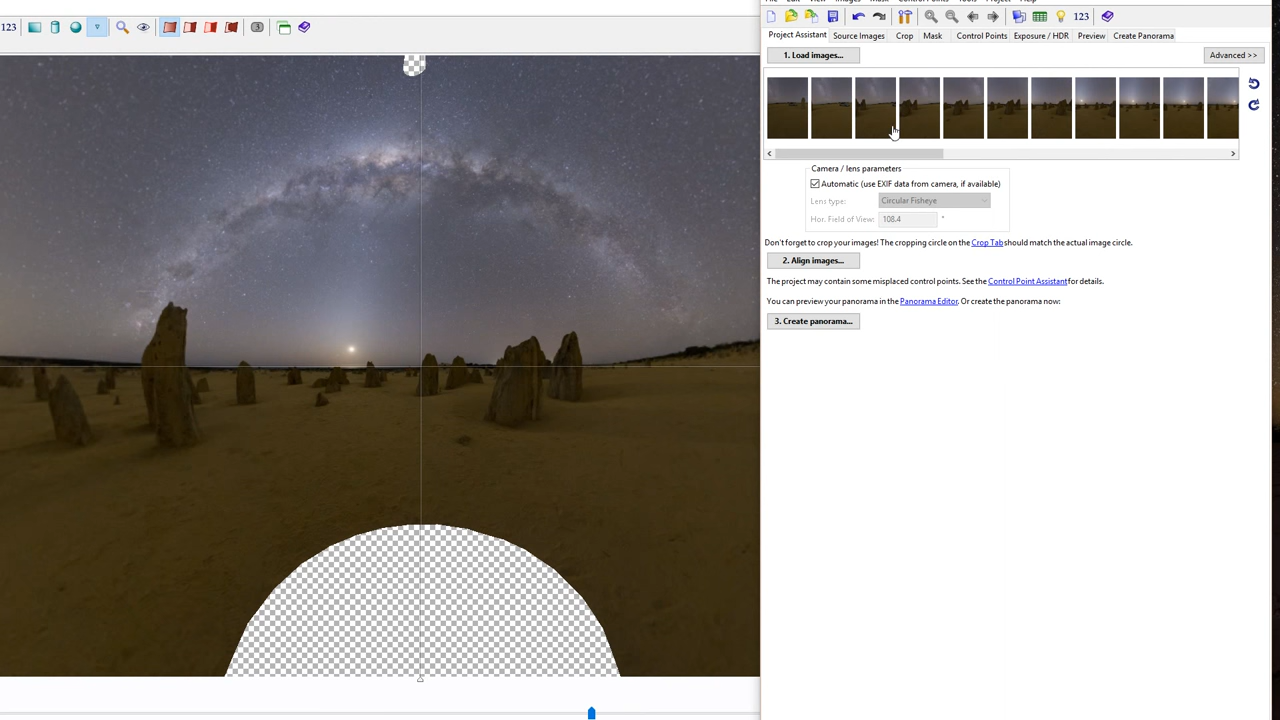 123
3
123
Project Assistant Source Images Crop Mask Control Points Exposure / HDR Preview Create Panorama
1. Load images...
Advanced >>
Camera / lens parameters
Automatic (use EXIF data from camera, if available)
Lens type: Circular Fisheye
Hor. Field of View: 108.4 °
Don't forget to crop your images! The cropping circle on the Crop Tab should match the actual image circle.
2. Align images...
The project may contain some misplaced control points. See the Control Point Assistant for details.
You can preview your panorama in the Panorama Editor. Or create the panorama now:
3. Create panorama...